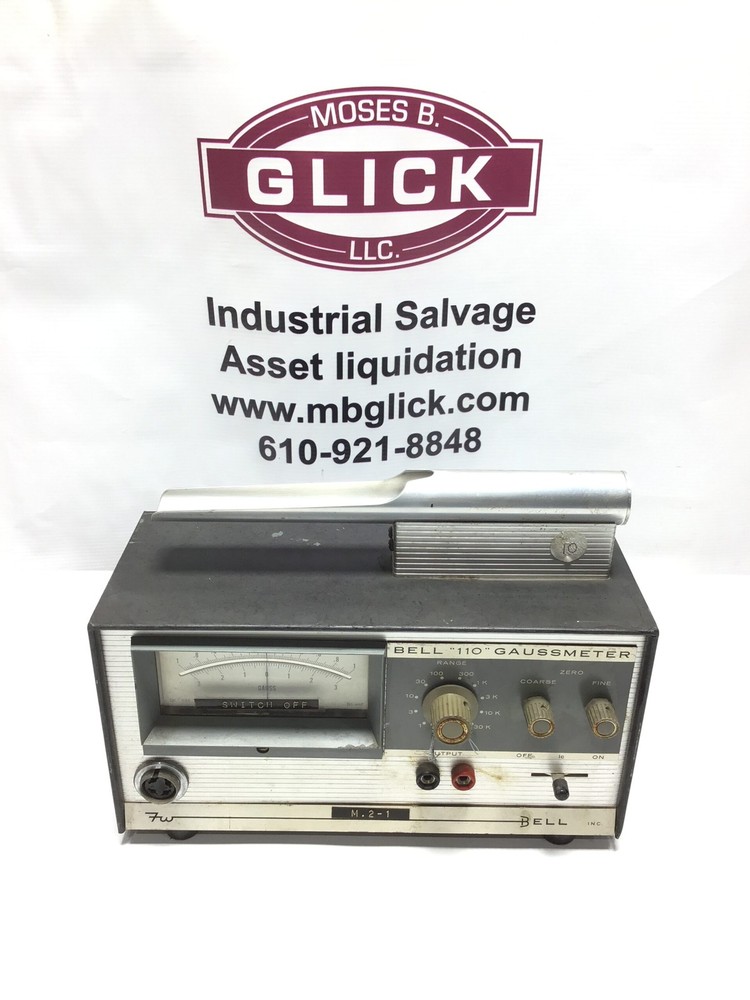 MOSES B.
GLICK
LLC.
Industrial Salvage
Asset liquidation
www.mbglick.com
610-921-8848
TO
BELL "110" GAUSSMETER
RANGE
100 300
30 1K
10 3K
3 10K
1 30K
ZERO
COARSE FINE
GAUSS
SWITCH OFF
OUTPUT
OFF ON
FW
M.2-1
BELL INC